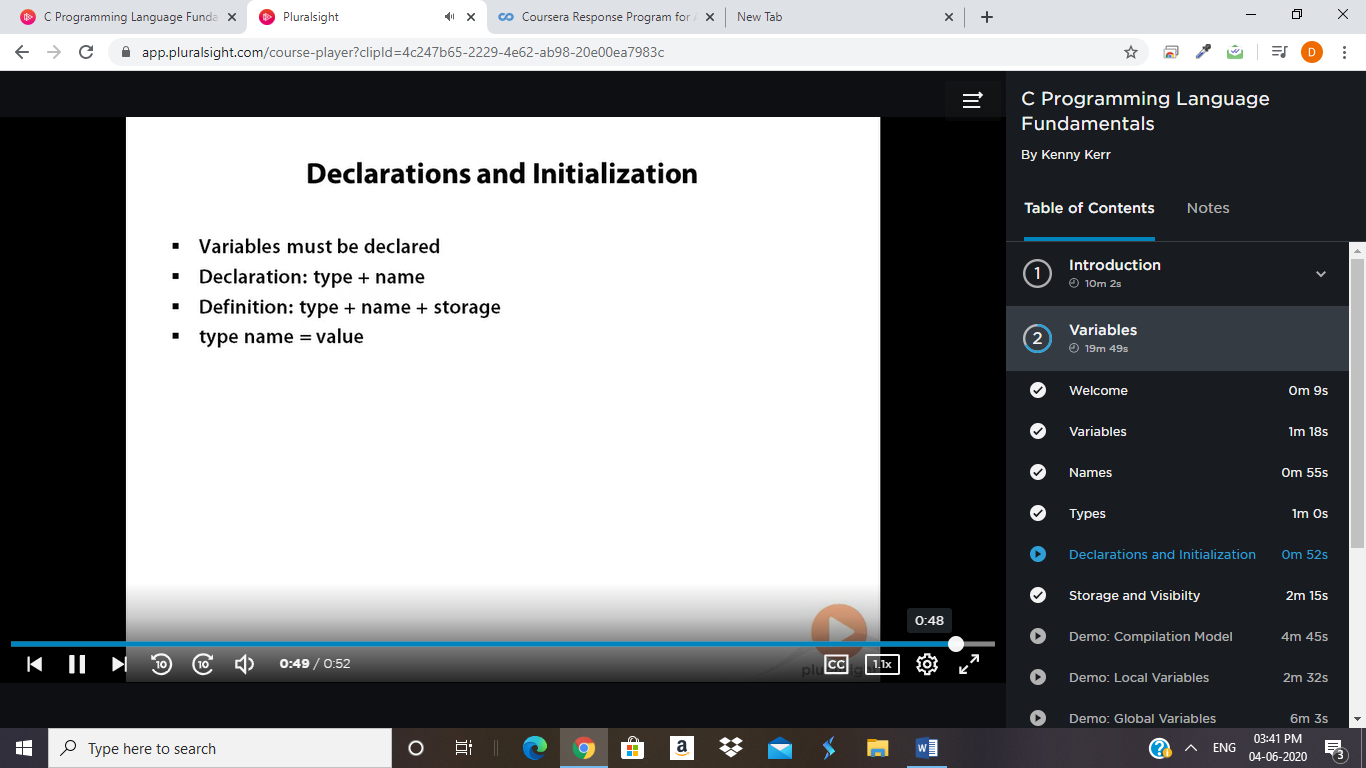 C Programming Language Funda
Pluralsight
Coursera Response Program for
New Tab
app.pluralsight.com/course-player?clipId=4c247b65-2229-4e62-ab98-20e00ea7983c
D
Declarations and Initialization
▪ Variables must be declared
▪ Declaration: type + name
▪ Definition: type + name + storage
▪ type name = value
0:48
10
10
0:49 / 0:52
CC
1.1x
C Programming Language
Fundamentals
By Kenny Kerr
Table of Contents Notes
1 Introduction
10m 2s
2 Variables
19m 49s
Welcome 0m 9s
Variables 1m 18s
Names 0m 55s
Types 1m 0s
Declarations and Initialization 0m 52s
Storage and Visibilty 2m 15s
Demo: Compilation Model 4m 45s
Demo: Local Variables 2m 32s
Demo: Global Variables 6m 3s
Type here to search
ENG
03:41 PM
04-06-2020
3